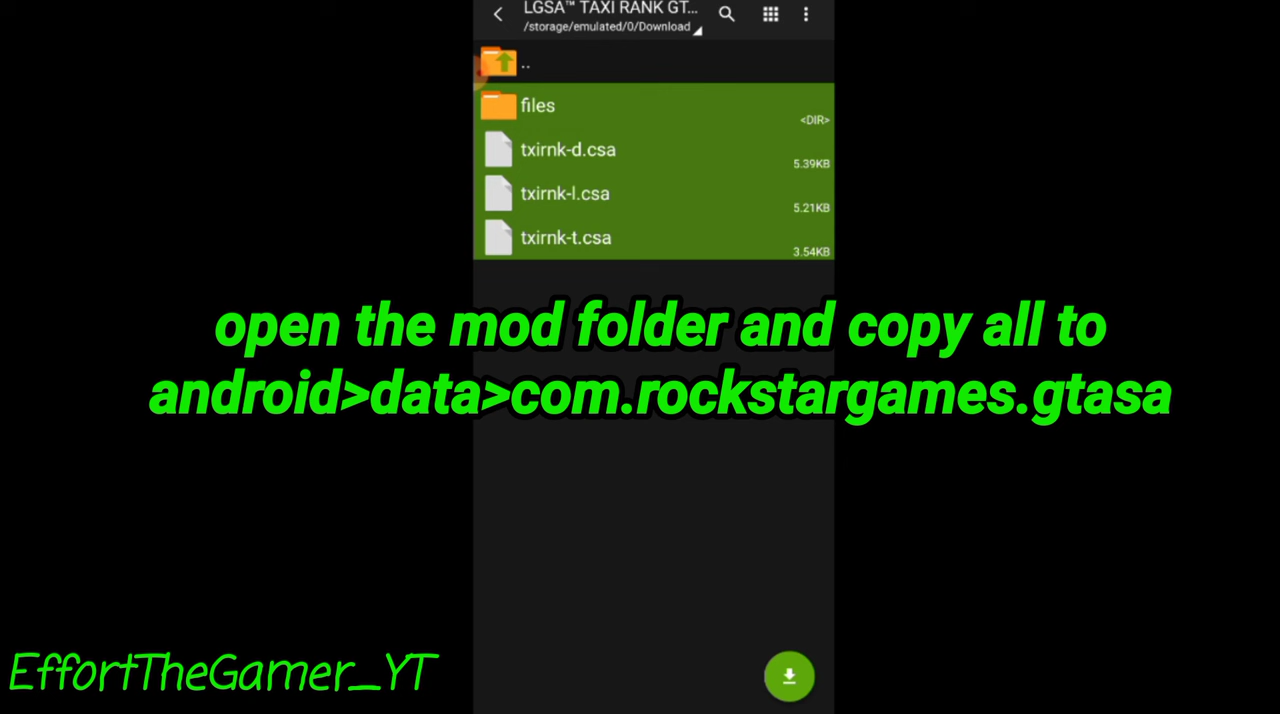 LGSA™ TAXI RANK GT...
/storage/emulated/0/Download
..
files
<DIR>
txirnk-d.csa
5.39KB
txirnk-l.csa
5.21KB
txirnk-t.csa
3.54KB
open the mod folder and copy all to
android>data>com.rockstargames.gtasa
EffortTheGamer_YT